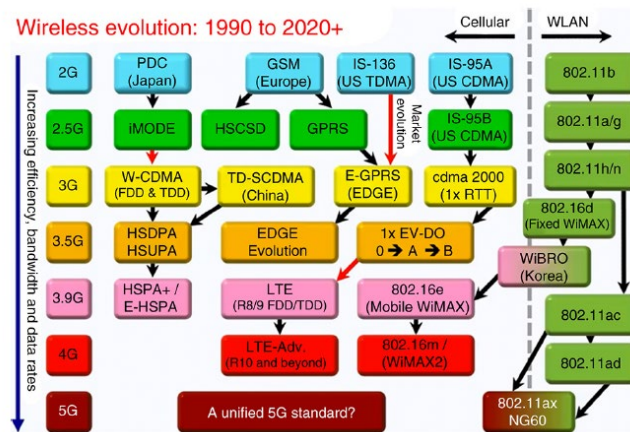 Wireless evolution: 1990 to 2020+
Cellular
WLAN
Increasing efficiency, bandwidth and data rates
2G
PDC
(Japan)
GSM
(Europe)
IS-136
(US TDMA)
IS-95A
(US CDMA)
802.11b
Market
evolution
2.5G
iMODE
HSCSD
GPRS
IS-95B
(US CDMA)
802.11a/g
3G
W-CDMA
(FDD & TDD)
TD-SCDMA
(China)
E-GPRS
(EDGE)
cdma 2000
(1x RTT)
802.11h/n
802.16d
(Fixed WiMAX)
3.5G
HSDPA
HSUPA
EDGE
Evolution
1x EV-DO
0 → A → B
WiBRO
(Korea)
3.9G
HSPA+ /
E-HSPA
LTE
(R8/9 FDD/TDD)
802.16e
(Mobile WiMAX)
802.11ac
4G
LTE-Adv.
(R10 and beyond)
802.16m /
(WiMAX2)
802.11ad
5G
A unified 5G standard?
802.11ax
NG60